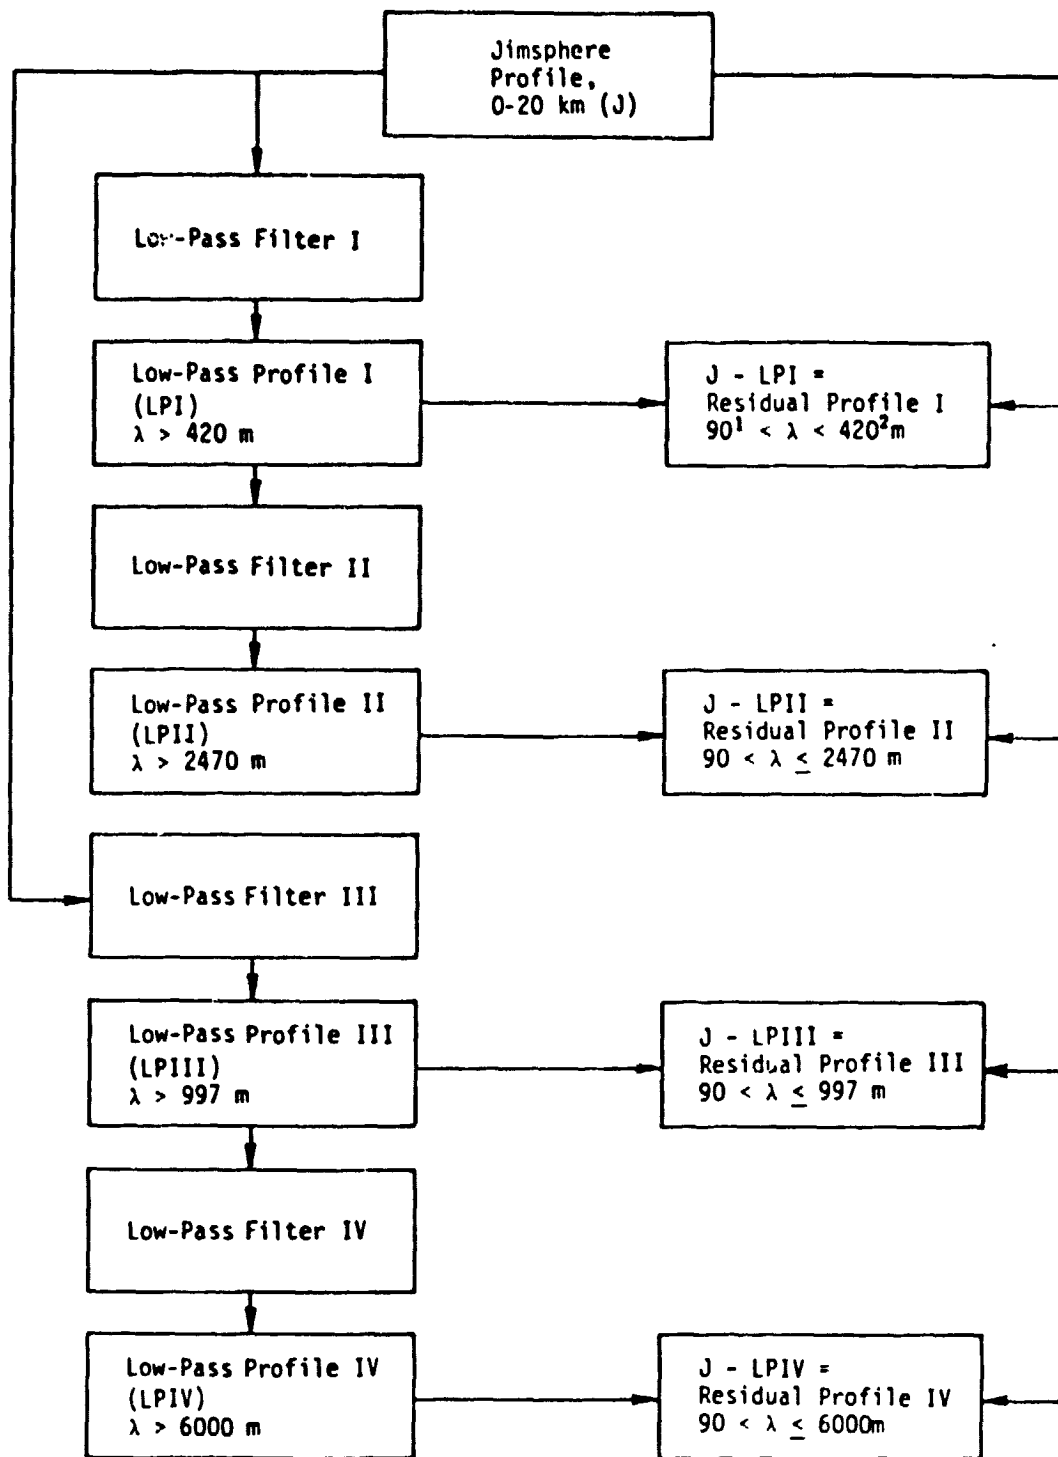 Jimsphere
Profile,
0-20 km (J)
Low-Pass Filter I
Low-Pass Profile I
(LPI)
λ > 420 m
J - LPI =
Residual Profile I
90¹ < λ < 420²m
Low-Pass Filter II
Low-Pass Profile II
(LPII)
λ > 2470 m
J - LPII =
Residual Profile II
90 < λ ≤ 2470 m
Low-Pass Filter III
Low-Pass Profile III
(LPIII)
λ > 997 m
J - LPIII =
Residual Profile III
90 < λ ≤ 997 m
Low-Pass Filter IV
Low-Pass Profile IV
(LPIV)
λ > 6000 m
J - LPIV =
Residual Profile IV
90 < λ ≤ 6000m